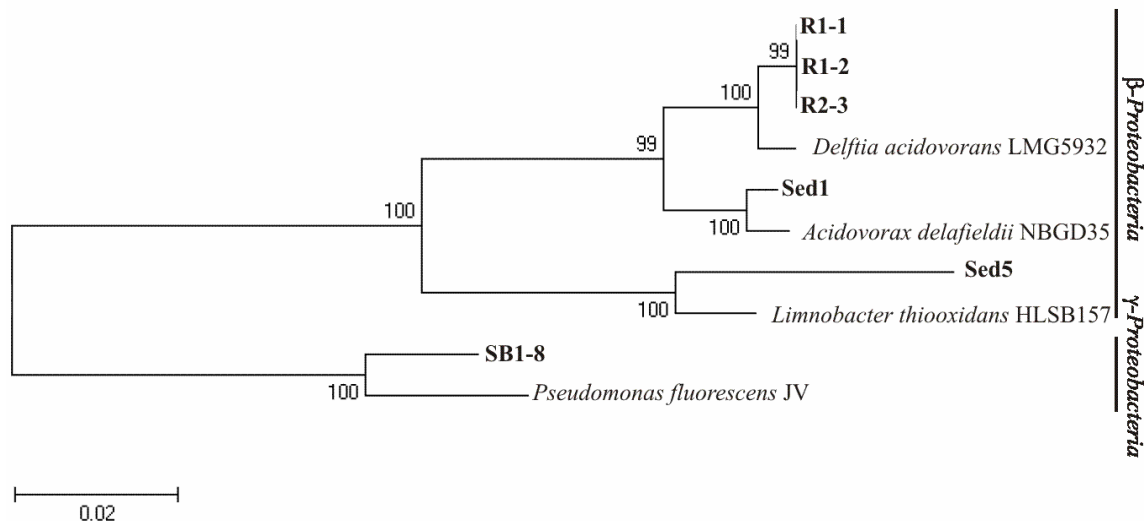 R1-1
99
R1-2
100
R2-3
99
Delftia acidovorans LMG5932
Sed1
100
100
Acidovorax delafieldii NBGD35
Sed5
100
Limnobacter thiooxidans HLSB157
SB1-8
100
Pseudomonas fluorescens JV
0.02
β-Proteobacteria
γ-Proteobacteria